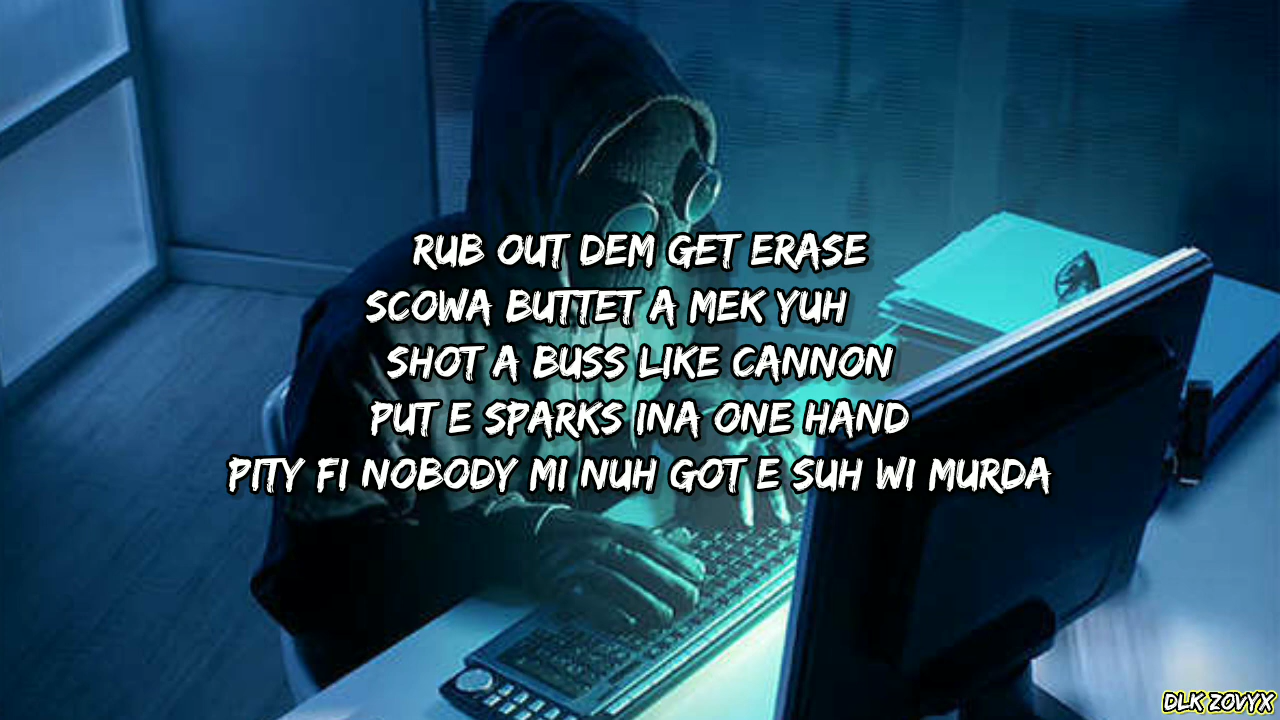 RUB OUT DEM GET ERASE
SCOWA BUTTET A MEK YUH
SHOT A BUSS LIKE CANNON
PUT E SPARKS INA ONE HAND
PITY FI NOBODY MI NUH GOT E SUH WI MURDA
DLK ZOVYX